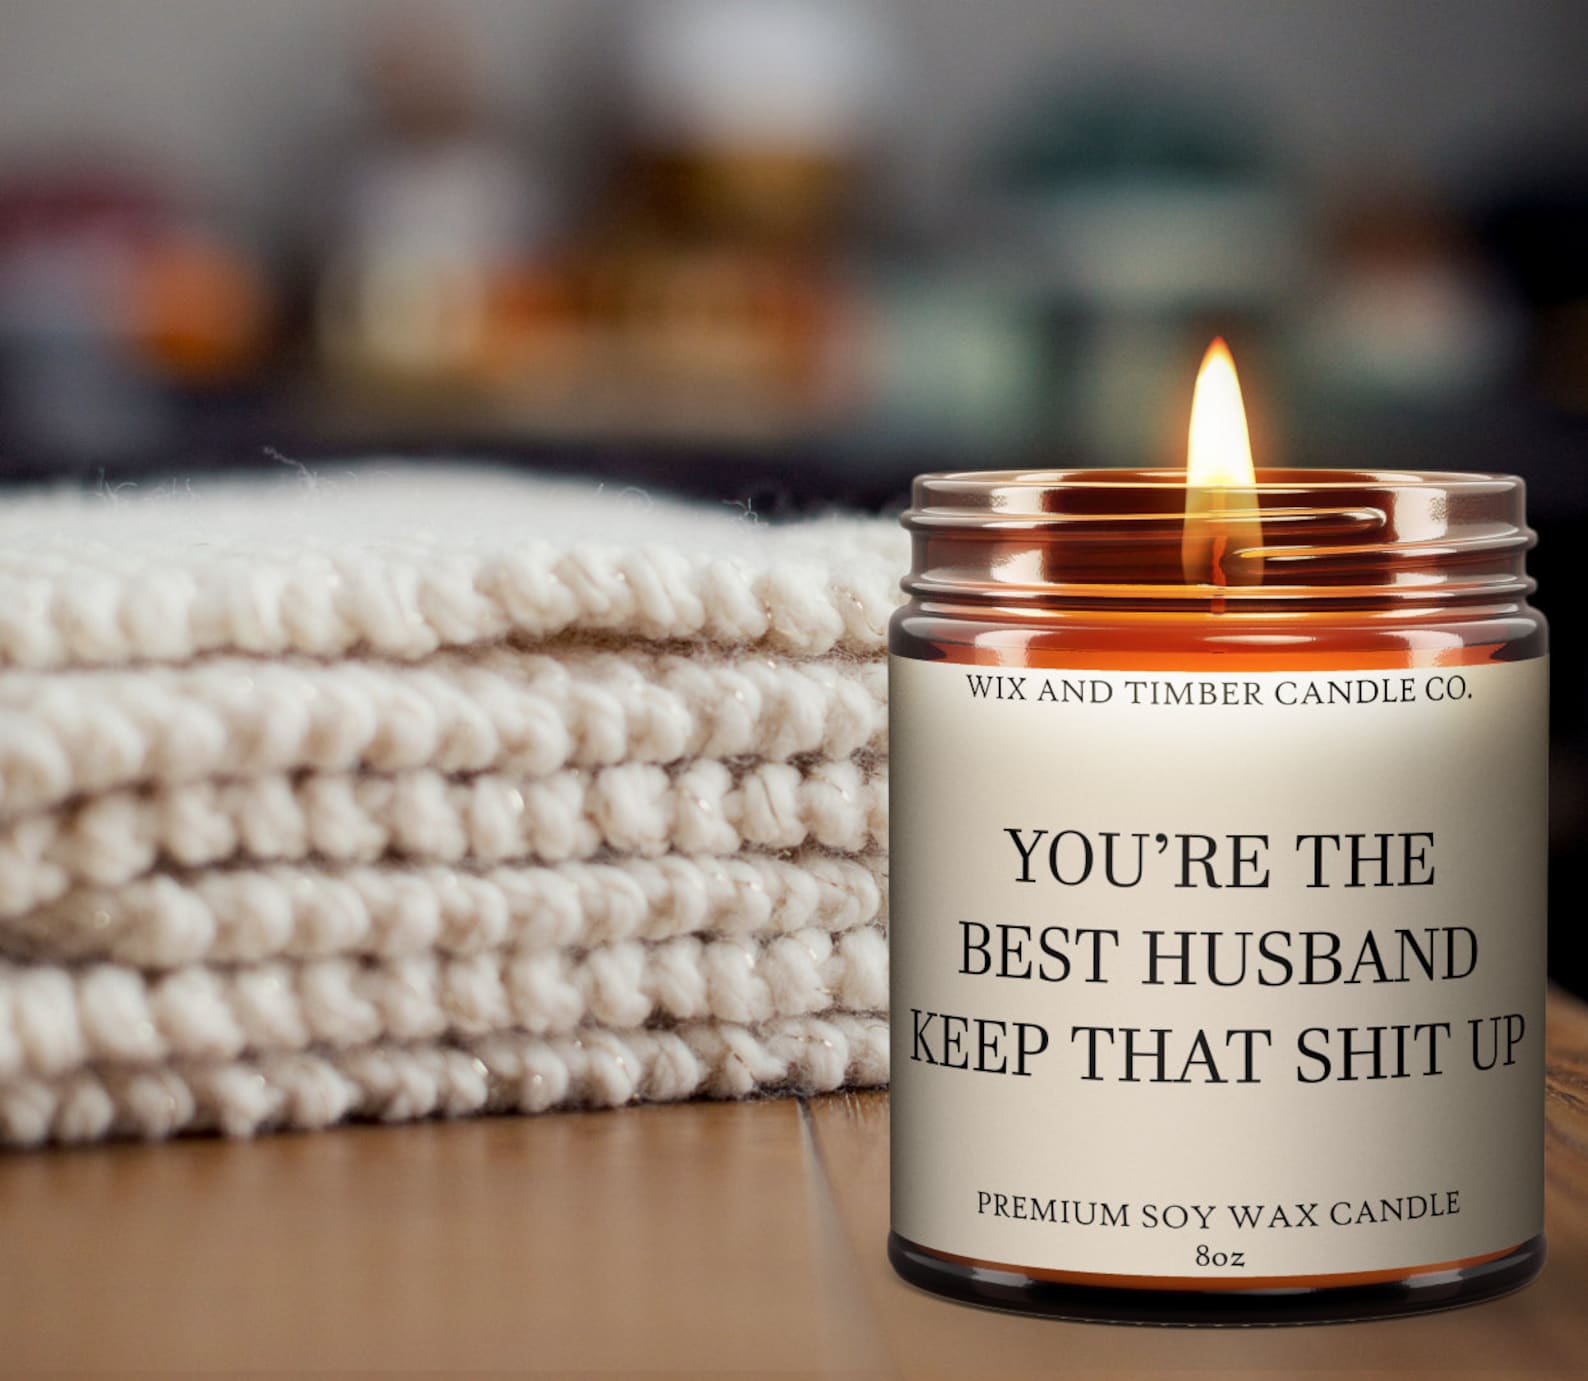 WIX AND TIMBER CANDLE CO.
YOU'RE THE
BEST HUSBAND
KEEP THAT SHIT UP
PREMIUM SOY WAX CANDLE
8oz